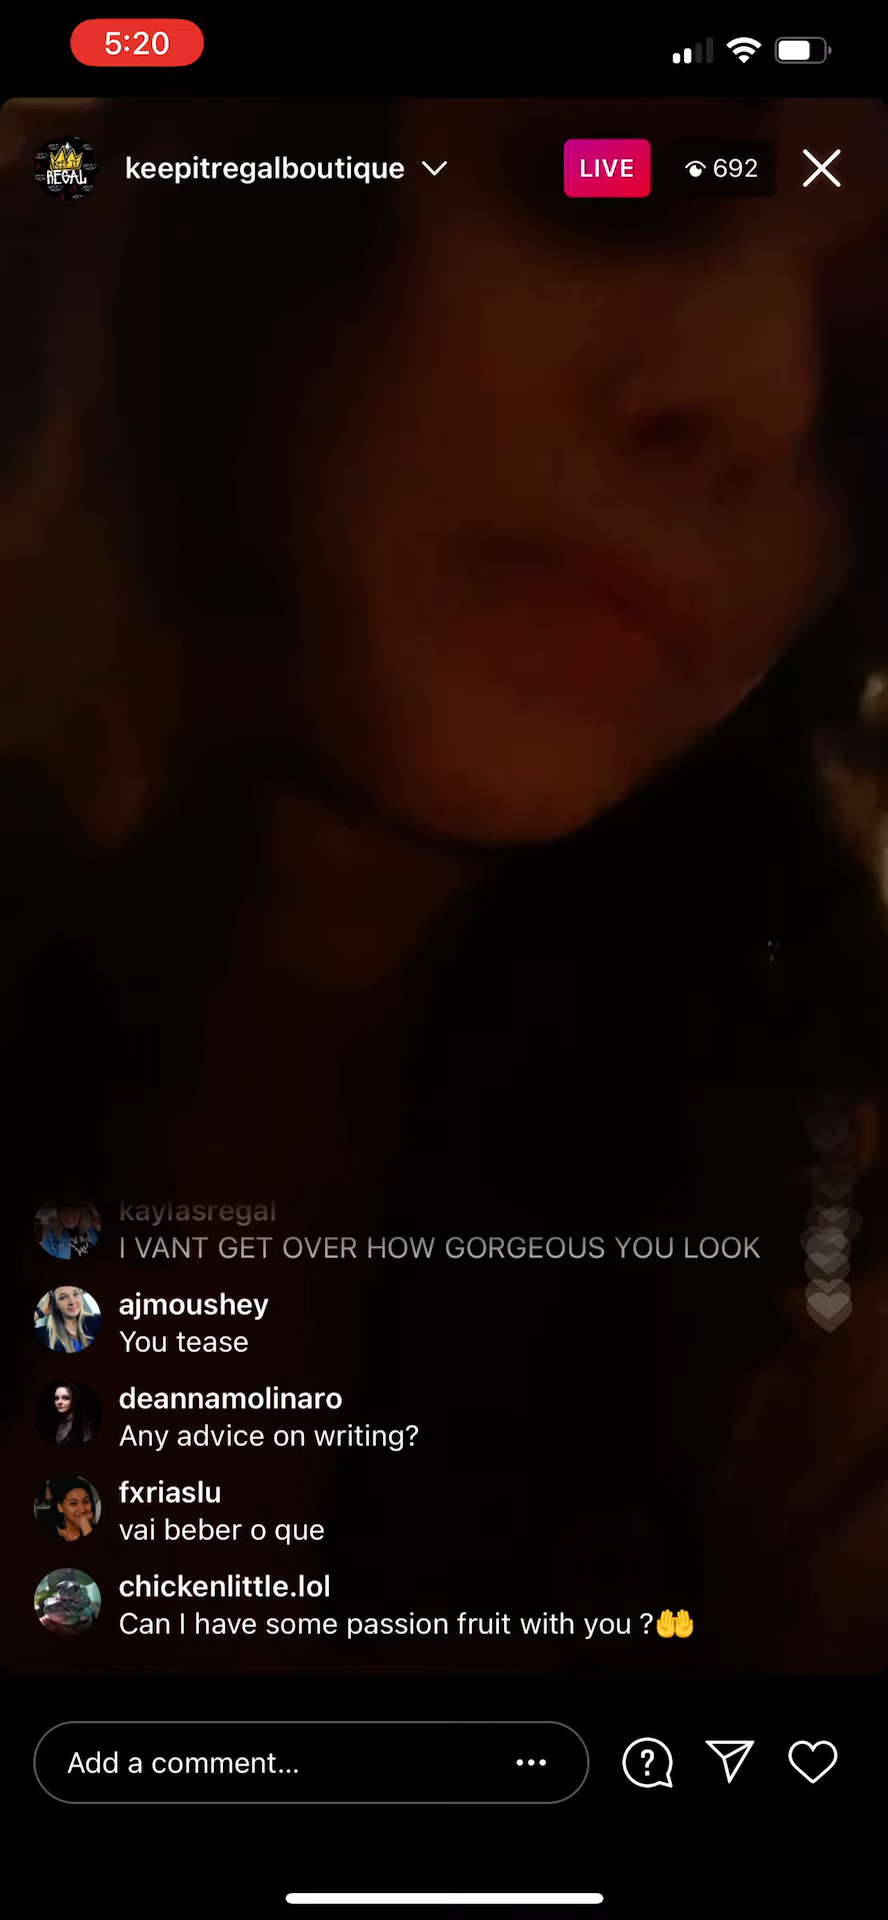 5:20
REGAL
keepitregalboutique
LIVE
692
kaylasregal
I VANT GET OVER HOW GORGEOUS YOU LOOK
ajmoushey
You tease
deannamolinaro
Any advice on writing?
fxriaslu
vai beber o que
chickenlittle.lol
Can I have some passion fruit with you ?🤲
Add a comment...